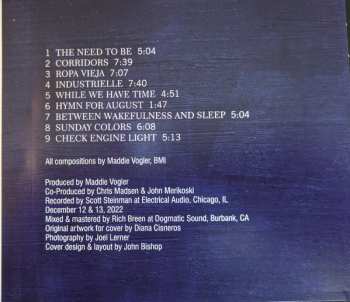 1 THE NEED TO BE 5:04
2 CORRIDORS 7:39
3 ROPA VIEJA 7:07
4 INDUSTRIELLE 7:40
5 WHILE WE HAVE TIME 4:51
6 HYMN FOR AUGUST 1:47
7 BETWEEN WAKEFULNESS AND SLEEP 5:04
8 SUNDAY COLORS 6:08
9 CHECK ENGINE LIGHT 5:13
All compositions by Maddie Vogler, BMI
Produced by Maddie Vogler
Co-Produced by Chris Madsen & John Merikoski
Recorded by Scott Steinman at Electrical Audio, Chicago, IL
December 12 & 13, 2022
Mixed & mastered by Rich Breen at Dogmatic Sound, Burbank, CA
Original artwork for cover by Diana Cisneros
Photography by Joel Lerner
Cover design & layout by John Bishop